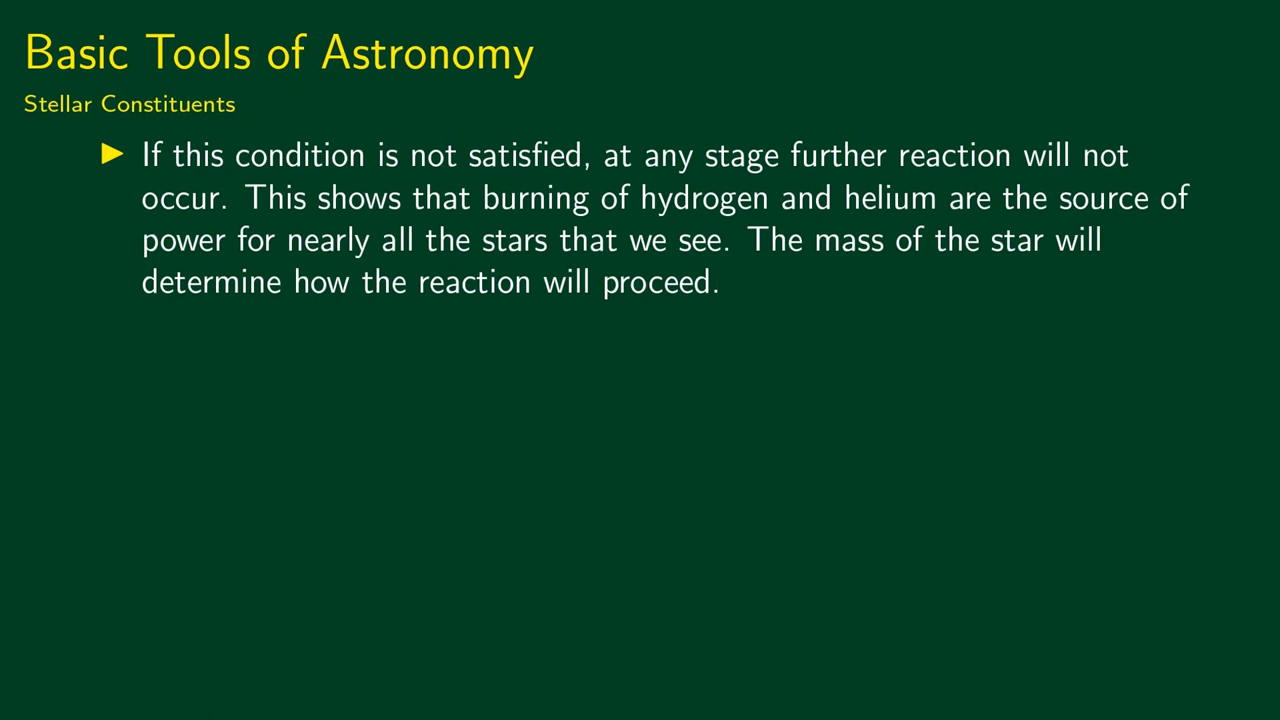 Basic Tools of Astronomy
Stellar Constituents
If this condition is not satisfied, at any stage further reaction will not
occur. This shows that burning of hydrogen and helium are the source of
power for nearly all the stars that we see. The mass of the star will
determine how the reaction will proceed.